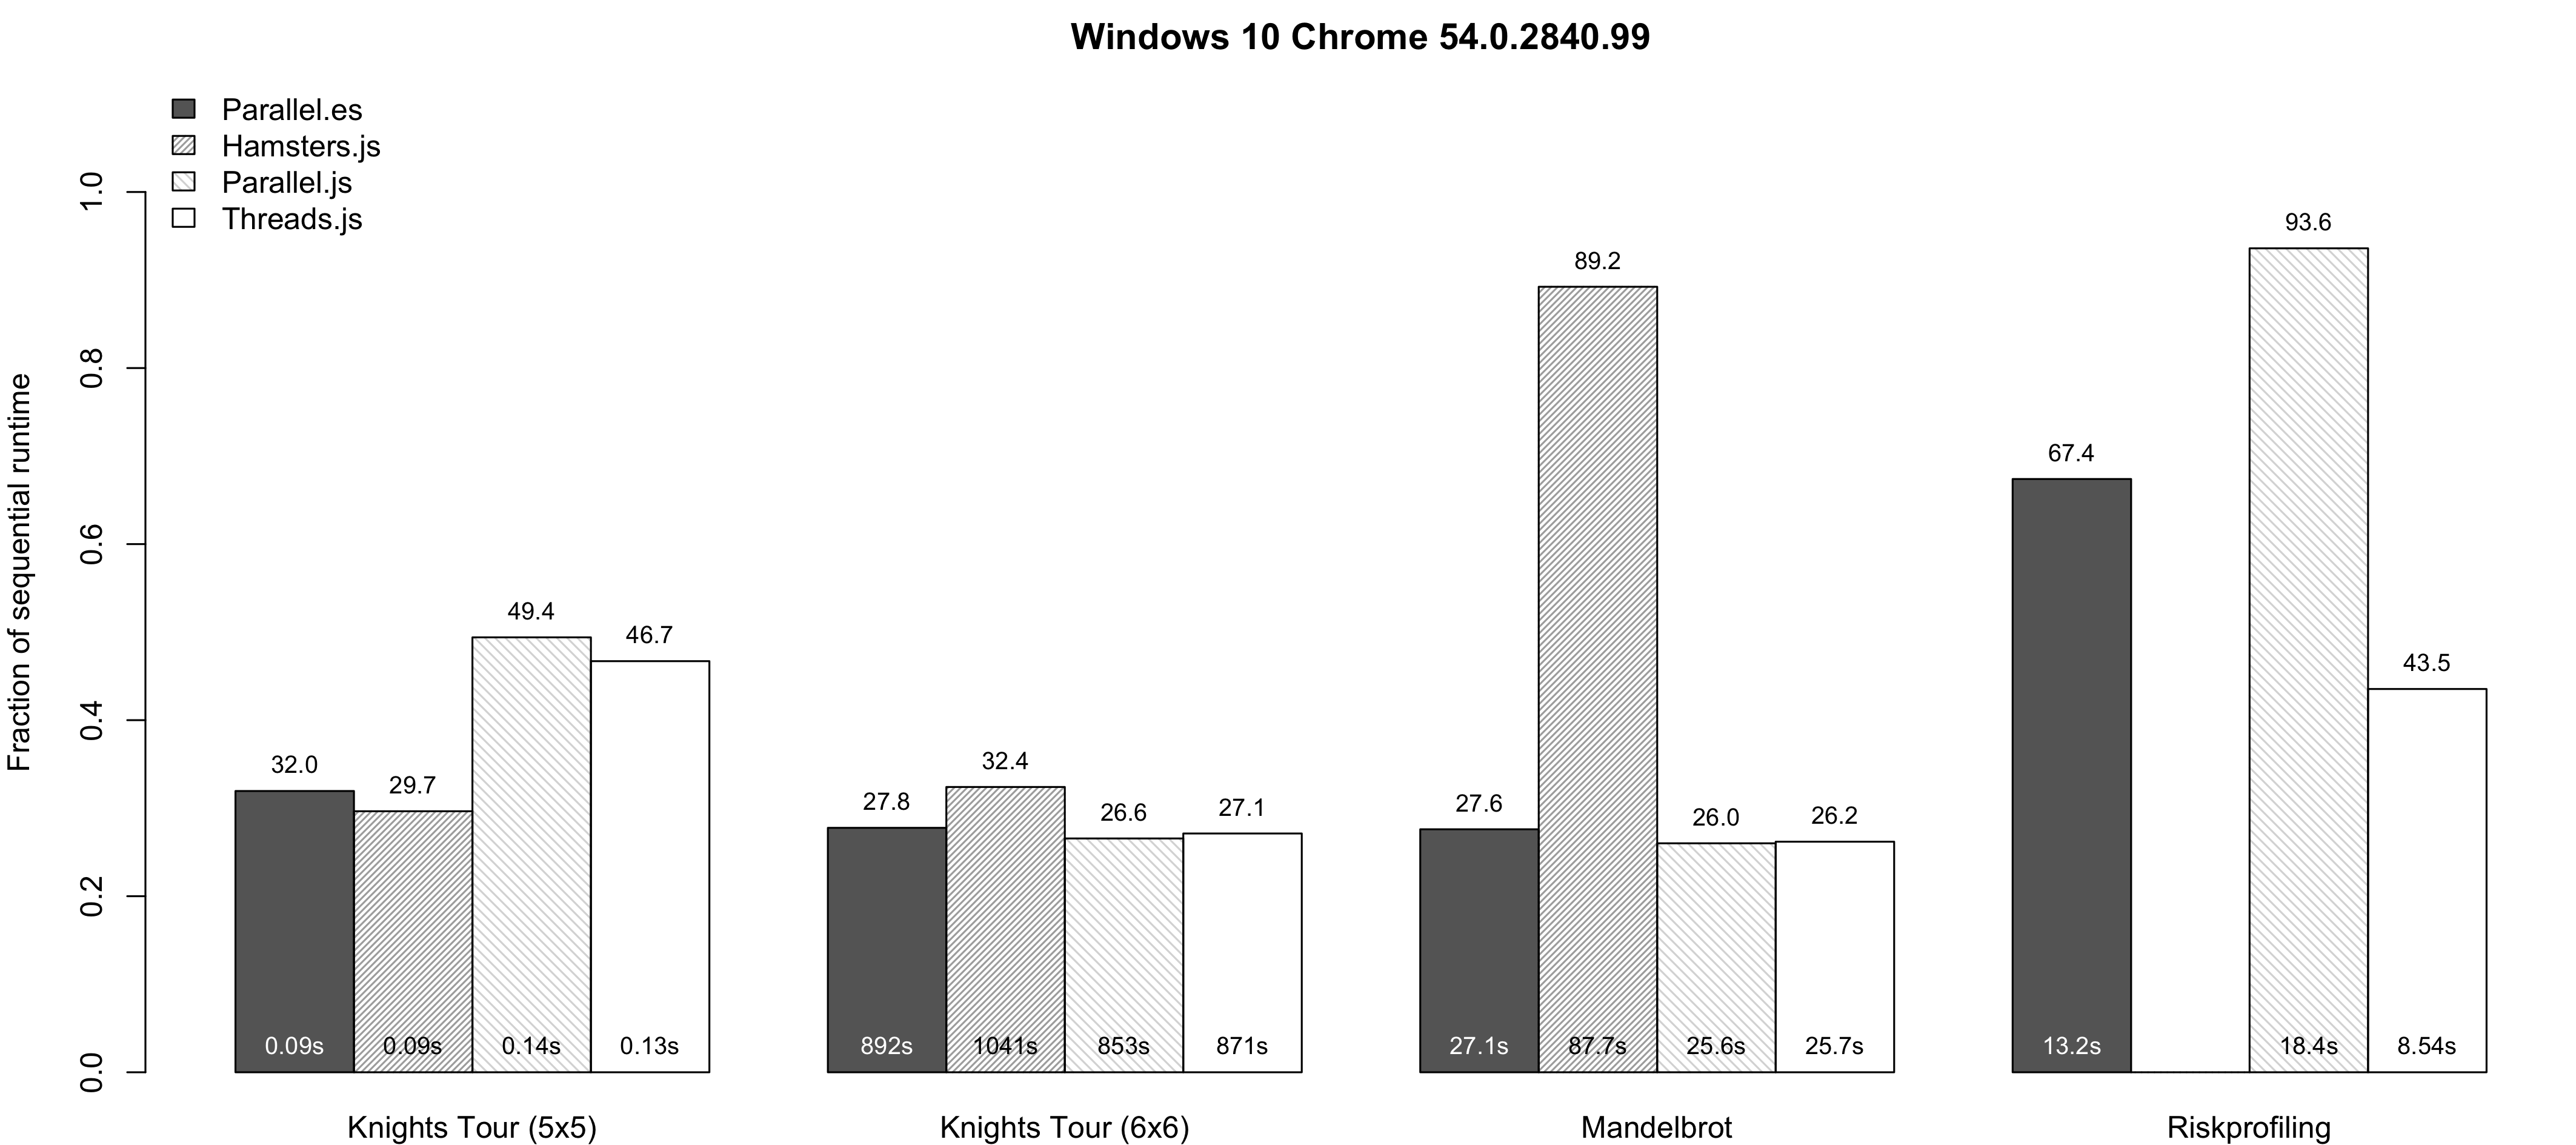 Windows 10 Chrome 54.0.2840.99
Parallel.es
Hamsters.js
Parallel.js
Threads.js
Fraction of sequential runtime
1.0
0.8
0.6
0.4
0.2
0.0
32.0
29.7
49.4
46.7
0.09s
0.09s
0.14s
0.13s
Knights Tour (5x5)
27.8
32.4
26.6
27.1
892s
1041s
853s
871s
Knights Tour (6x6)
27.6
89.2
26.0
26.2
27.1s
87.7s
25.6s
25.7s
Mandelbrot
67.4
93.6
43.5
13.2s
18.4s
8.54s
Riskprofiling